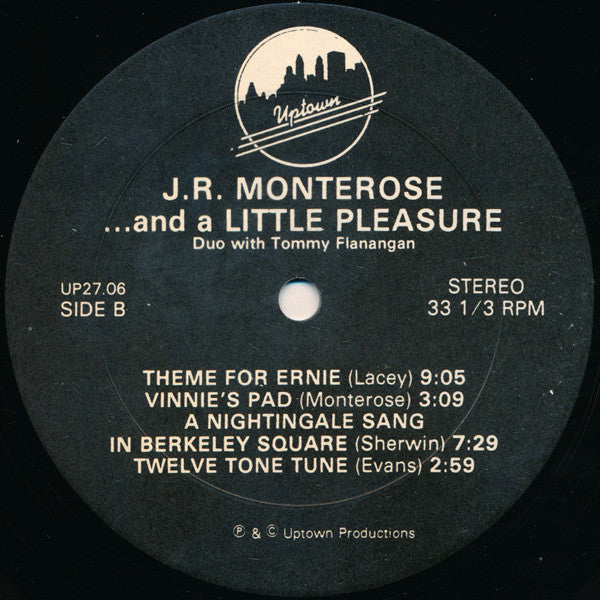 Uptown
J.R. MONTEROSE
...and a LITTLE PLEASURE
Duo with Tommy Flanangan
UP27.06
SIDE B
STEREO
33 1/3 RPM
THEME FOR ERNIE (Lacey) 9:05
VINNIE'S PAD (Monterose) 3:09
A NIGHTINGALE SANG
IN BERKELEY SQUARE (Sherwin) 7:29
TWELVE TONE TUNE (Evans) 2:59
℗ & © Uptown Productions